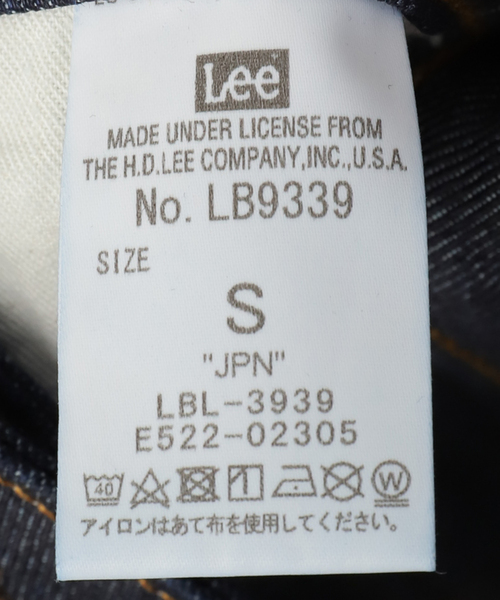 Lee
MADE UNDER LICENSE FROM
THE H.D.LEE COMPANY,INC.,U.S.A.
No. LB9339
SIZE
S
"JPN"
LBL-3939
E522-02305
40 W
アイロンはあて布を使用してください。